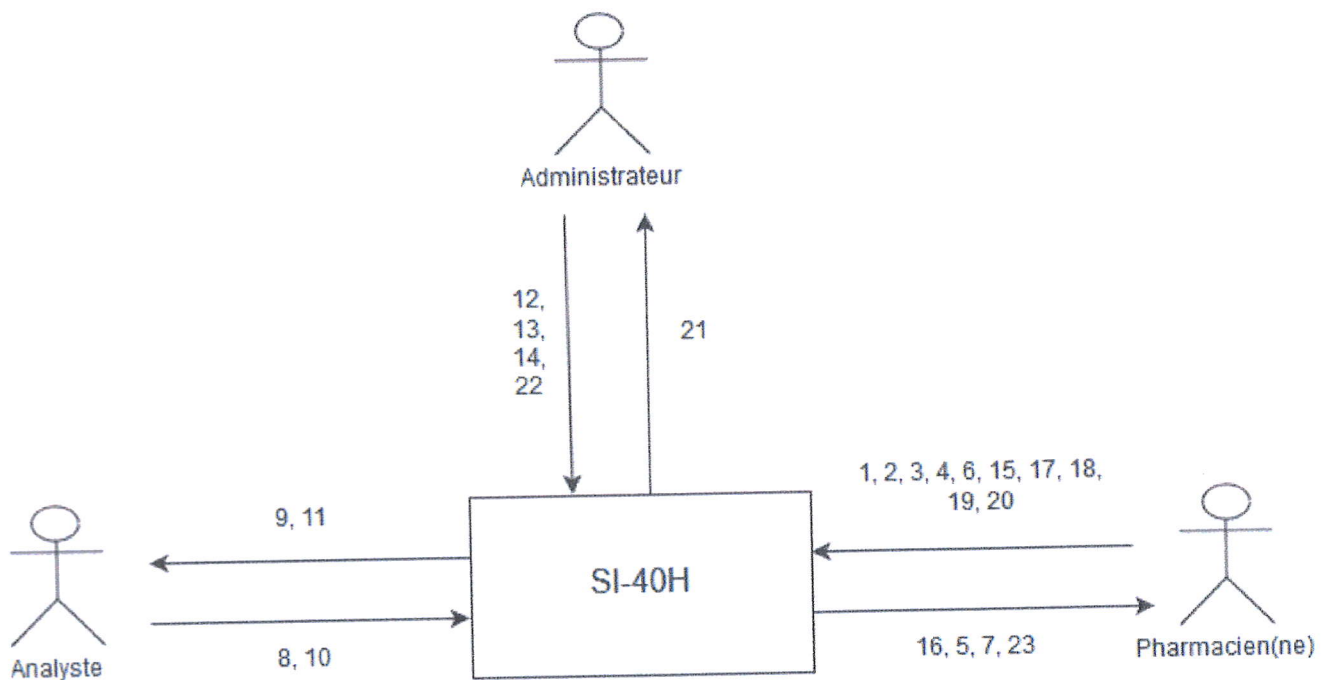 Administrateur
12,
13,
14,
22
21
1, 2, 3, 4, 6, 15, 17, 18,
19, 20
9, 11
SI-40H
8, 10
16, 5, 7, 23
Analyste
Pharmacien(ne)